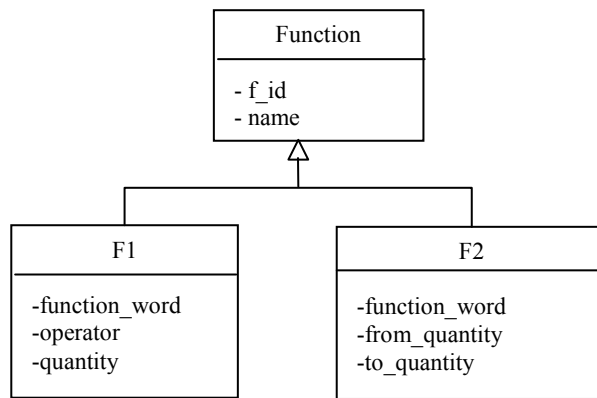 Function
- f_id
- name
F1
-function_word
-operator
-quantity
F2
-function_word
-from_quantity
-to_quantity